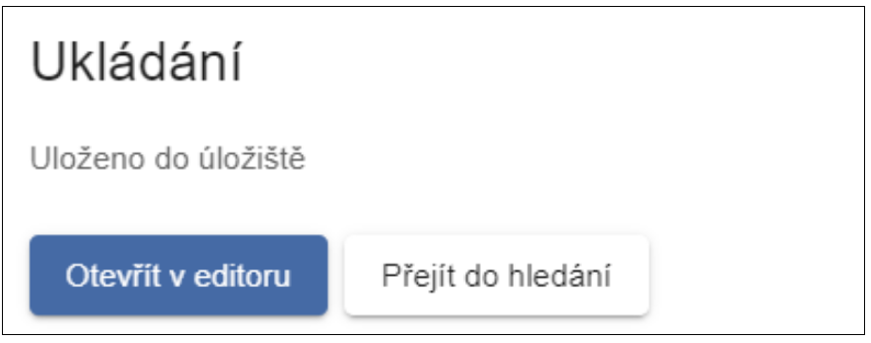 Ukládání
Uloženo do úložiště
Otevřít v editoru
Přejít do hledání